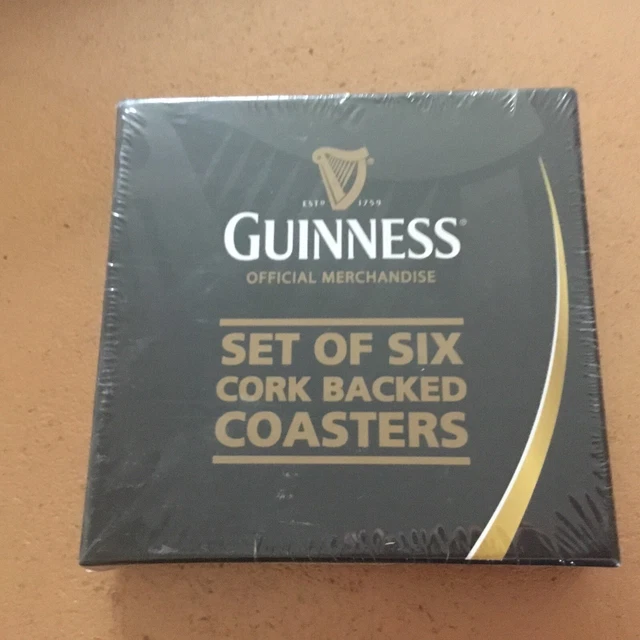 ESTD 1759
GUINNESS®
OFFICIAL MERCHANDISE
SET OF SIX
CORK BACKED
COASTERS